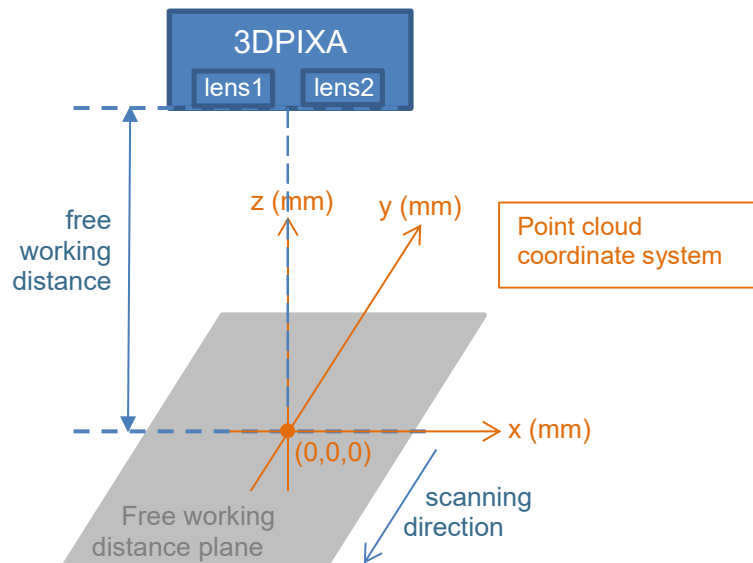 3DPIXA
lens1
lens2
free
working
distance
z (mm)
y (mm)
Point cloud
coordinate system
x (mm)
(0,0,0)
scanning
direction
Free working
distance plane